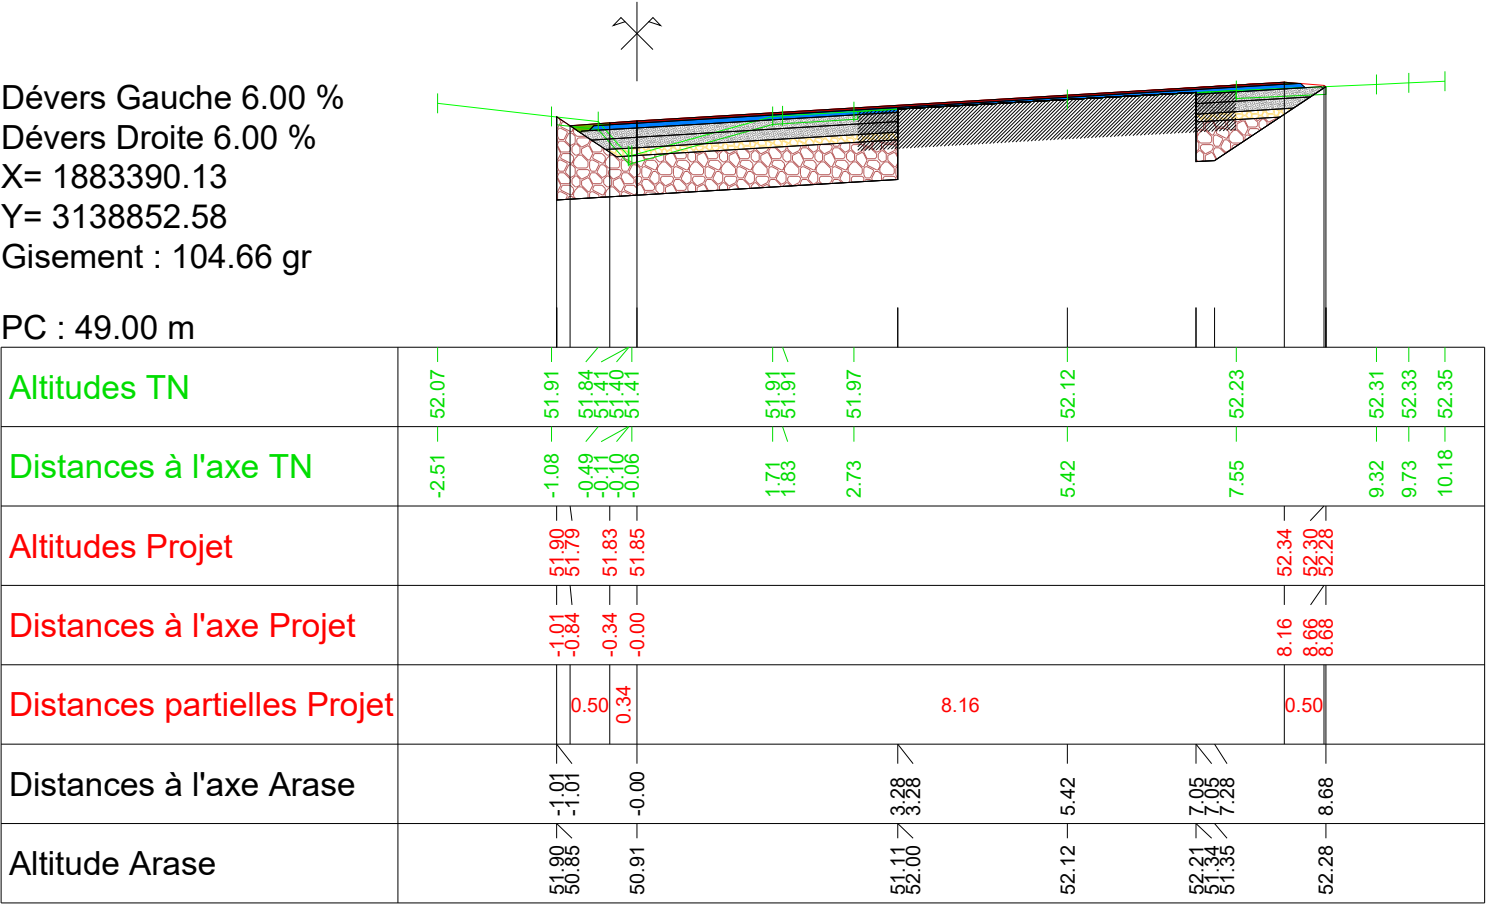 Dévers Gauche 6.00 %
Dévers Droite 6.00 %
X= 1883390.13
Y= 3138852.58
Gisement : 104.66 gr
PC : 49.00 m
Altitudes TN 52.07 51.91 51.84 51.41 51.40 51.41 51.91 51.91 51.97 52.12 52.23 52.31 52.33 52.35
Distances à l'axe TN -2.51 -1.08 -0.49 -0.11 -0.10 -0.06 1.71 1.83 2.73 5.42 7.55 9.32 9.73 10.18
Altitudes Projet 51.90 51.79 51.83 51.85 52.34 52.30 52.28
Distances à l'axe Projet -1.01 -0.84 -0.34 -0.00 8.16 8.66 8.68
Distances partielles Projet 0.50 0.34 8.16 0.50
Distances à l'axe Arase -1.01 -1.01 -0.00 3.28 3.28 5.42 7.05 7.05 7.28 8.68
Altitude Arase 51.90 50.85 50.91 51.11 52.00 52.12 52.21 51.34 51.35 52.28